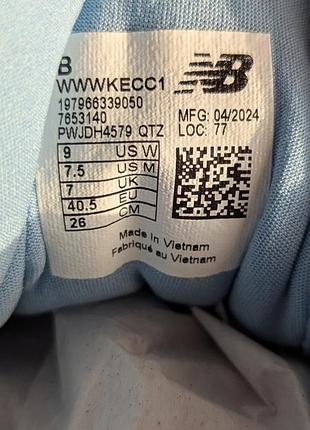 B
WWWKECC1
197966339050
7653140
PWJDH4579 QTZ
NB
MFG: 04/2024
LOC: 77
9 US W
7.5 US M
7 UK
40.5 EU
26 CM
Made in Vietnam
Fabriqué au Vietnam